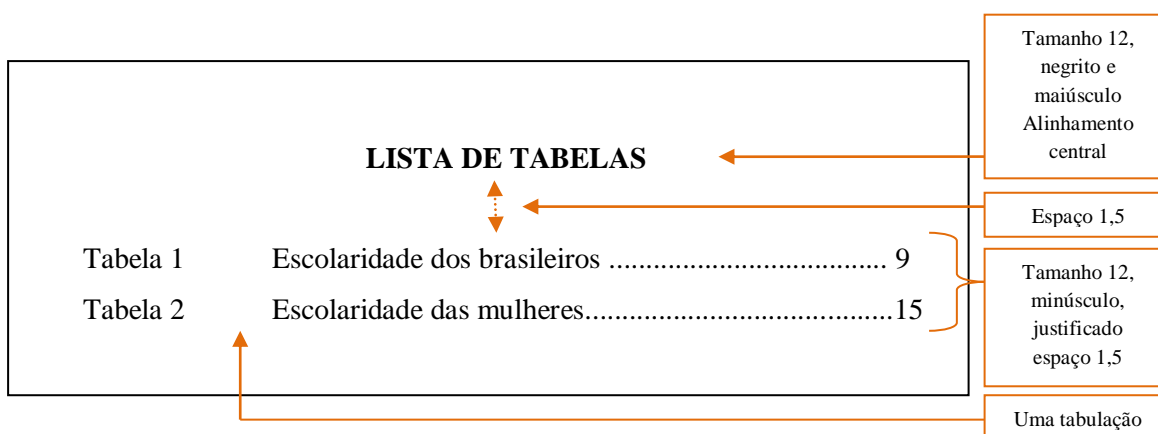 Tamanho 12,
negrito e
maiúsculo
Alinhamento
central
LISTA DE TABELAS
Espaço 1,5
Tabela 1 Escolaridade dos brasileiros ..................................... 9
Tabela 2 Escolaridade das mulheres.........................................15
Tamanho 12,
minúsculo,
justificado
espaço 1,5
Uma tabulação